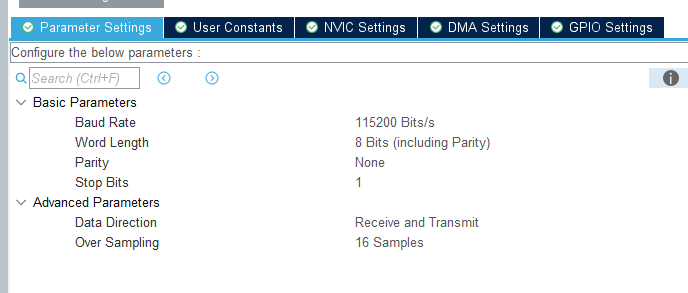 Parameter Settings User Constants NVIC Settings DMA Settings GPIO Settings
Configure the below parameters :
Search (Ctrl+F)
Basic Parameters
Baud Rate 115200 Bits/s
Word Length 8 Bits (including Parity)
Parity None
Stop Bits 1
Advanced Parameters
Data Direction Receive and Transmit
Over Sampling 16 Samples